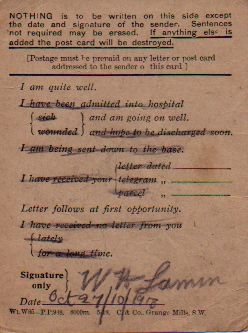 NOTHING is to be written on this side except
the date and signature of the sender. Sentences
not required may be erased. If anything else is
added the post card will be destroyed.
[Postage must be prepaid on any letter or post card
addressed to the sender of this card.]
I am quite well.
I have been admitted into hospital
sick and am going on well.
wounded and hope to be discharged soon.
I am being sent down to the base.
letter dated
I have received your telegram „
parcel „
Letter follows at first opportunity.
I have received no letter from you
lately
for a long time.
Signature
only
W H Lamin
Date Oct 27/10/1917
Wt.W65—P.P.948. 8000m. 5-18. C. & Co., Grange Mills, S.W.